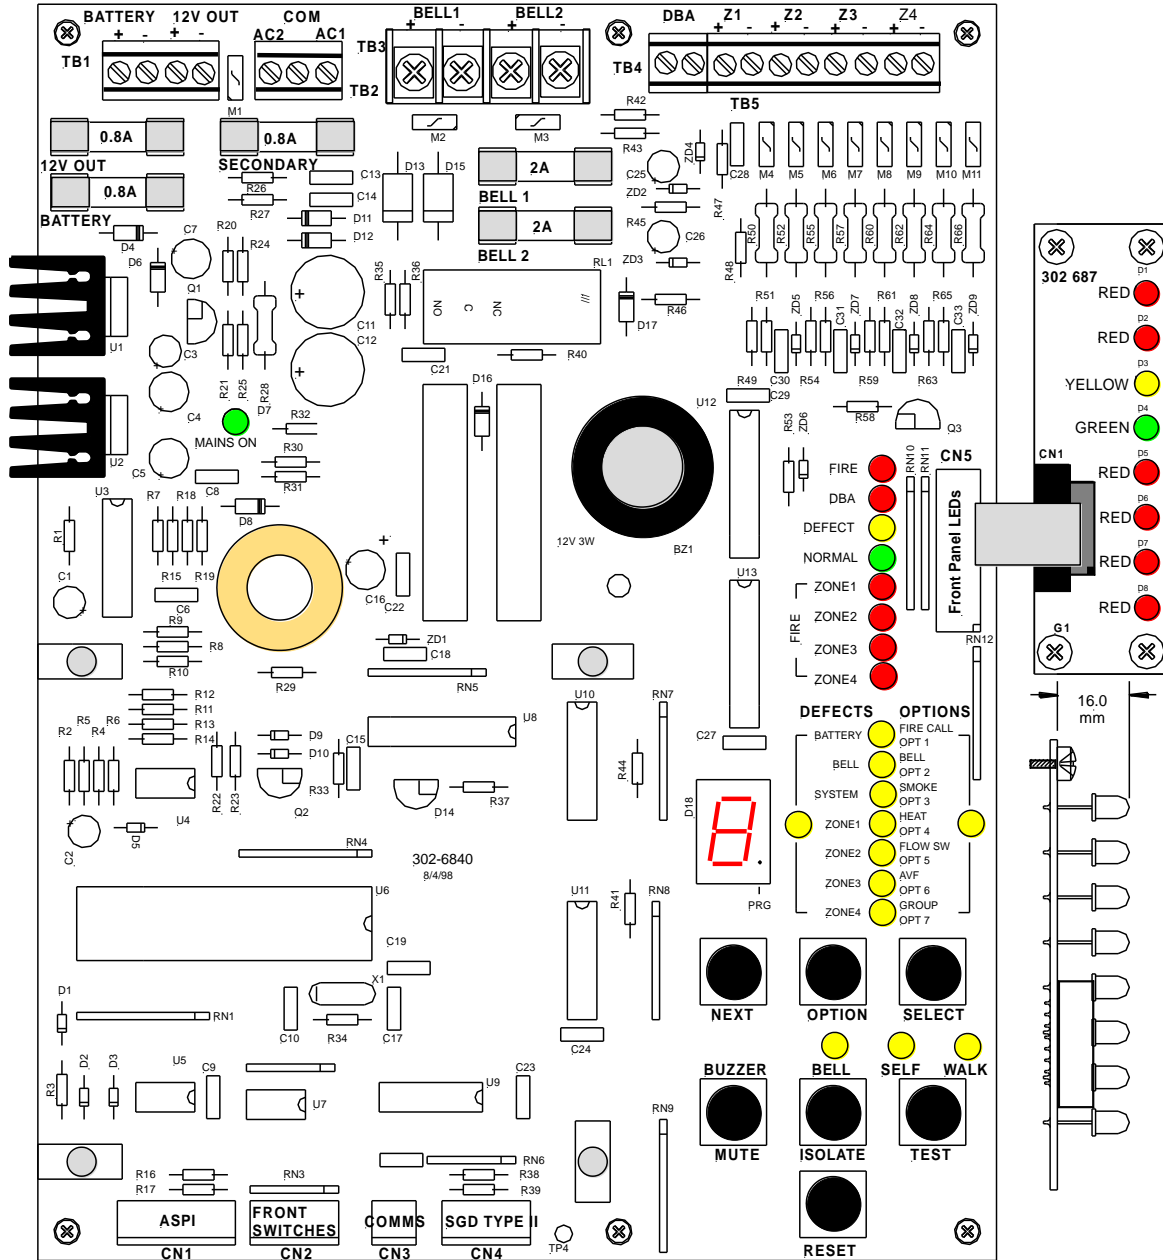 BATTERY 12V OUT COM BELL1 BELL2 DBA Z1 Z2 Z3 Z4
+ - + - AC2 AC1 + - + - + - + - + - + -
TB1 TB3 TB2 TB4 TB5
M1 M2 M3
R42
R43
0.8A 0.8A
12V OUT SECONDARY
0.8A
BATTERY
R26
R27
C13
C14
D11
D12
D13 D15
2A
BELL 1
2A
BELL 2
C25
ZD2
R45
C26
ZD3
ZD4
R47
C28 M4 M5 M6 M7 M8 M9 M10 M11
R48
R50 R52 R55 R57 R60 R62 R64 R66
D4
D6
C7
R20
R24
Q1
U1
C3
R21
R25
R28
C4
D7
MAINS ON
U2
C5
C11
C12
R35
R36
NO C NC ///
RL1
D17
R46
C21
R40
R51 ZD5 R56 C31 ZD7 R61 C32 ZD8 R65 C33 ZD9
R49 C30 R54 R59 R63
C29
U12
R53 ZD6
R58
Q3
R32
R30
R31
D16
U3
R7 R18
C8
D8
R1
R15 R19
C1
C6
R9
R8
R10
C16
C22
ZD1
C18
R29
RN5
12V 3W
BZ1
U13
RN10
RN11
CN5
Front Panel LEDs
RN12
FIRE
DBA
DEFECT
NORMAL
ZONE1
ZONE2
ZONE3
ZONE4
FIRE
302 687
D1
RED
D2
RED
D3
YELLOW
D4
GREEN
CN1
D5
RED
D6
RED
D7
RED
D8
RED
G1
16.0
mm
R12
R11
R13
R14
R2 R5 R4 R6
U4
C2
D5
R22 R23
D9
D10
C15
R33
Q2
U8
D14
R37
U10
RN7
R44
C27
D18
PRG
DEFECTS OPTIONS
BATTERY FIRE CALL
OPT 1
BELL BELL
OPT 2
SYSTEM SMOKE
OPT 3
ZONE1 HEAT
OPT 4
ZONE2 FLOW SW
OPT 5
ZONE3 AVF
OPT 6
ZONE4 GROUP
OPT 7
RN4
302-6840
8/4/98
U6
U11
R41
RN8
C19
X1
D1
RN1
C10
R34
C17
C24
NEXT OPTION SELECT
R3 D2 D3
U5
C9
U7
U9
C23
RN9
BUZZER BELL SELF WALK
MUTE ISOLATE TEST
R16
R17
RN3
RN6
R38
R39
ASPI
FRONT
SWITCHES
COMMS
SGD TYPE II
CN1 CN2 CN3 CN4
TP4
RESET